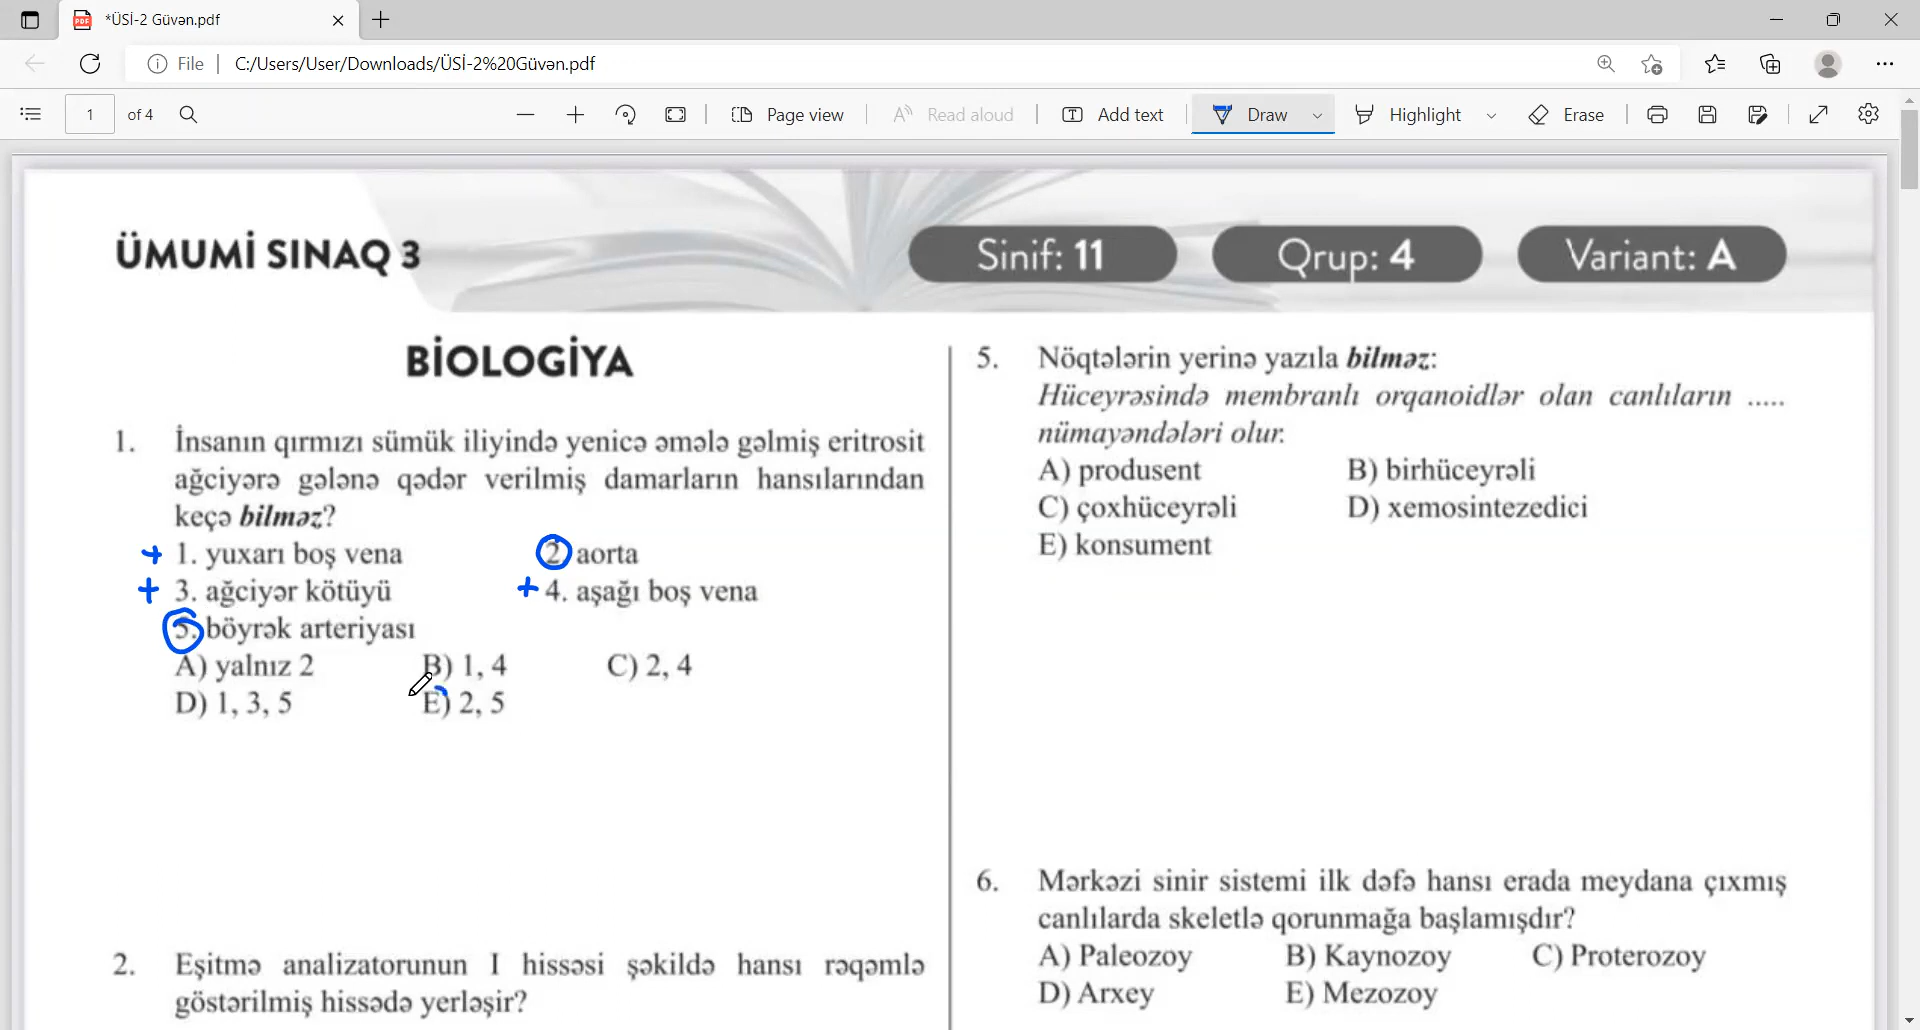 *ÜSİ-2 Güvən.pdf
File
C:/Users/User/Downloads/ÜSİ-2%20Güvən.pdf
1 of 4
Page view
Read aloud
Add text
Draw
Highlight
Erase
ÜMUMİ SINAQ 3
Sinif: 11
Qrup: 4
Variant: A
BİOLOGİYA
1. İnsanın qırmızı sümük iliyində yenicə əmələ gəlmiş eritrosit
ağciyərə gələnə qədər verilmiş damarların hansılarından
keçə bilməz?
+ 1. yuxarı boş vena
2. aorta
+ 3. ağciyər kötüyü
+ 4. aşağı boş vena
5. böyrək arteriyası
A) yalnız 2
B) 1, 4
C) 2, 4
D) 1, 3, 5
E) 2, 5
2. Eşitmə analizatorunun I hissəsi şəkildə hansı rəqəmlə
göstərilmiş hissədə yerləşir?
5. Nöqtələrin yerinə yazıla bilməz:
Hüceyrəsində membranlı orqanoidlər olan canlıların .....
nümayəndələri olur.
A) produsent
B) birhüceyrəli
C) çoxhüceyrəli
D) xemosintezedici
E) konsument
6. Mərkəzi sinir sistemi ilk dəfə hansı erada meydana çıxmış
canlılarda skeletlə qorunmağa başlamışdır?
A) Paleozoy
B) Kaynozoy
C) Proterozoy
D) Arxey
E) Mezozoy